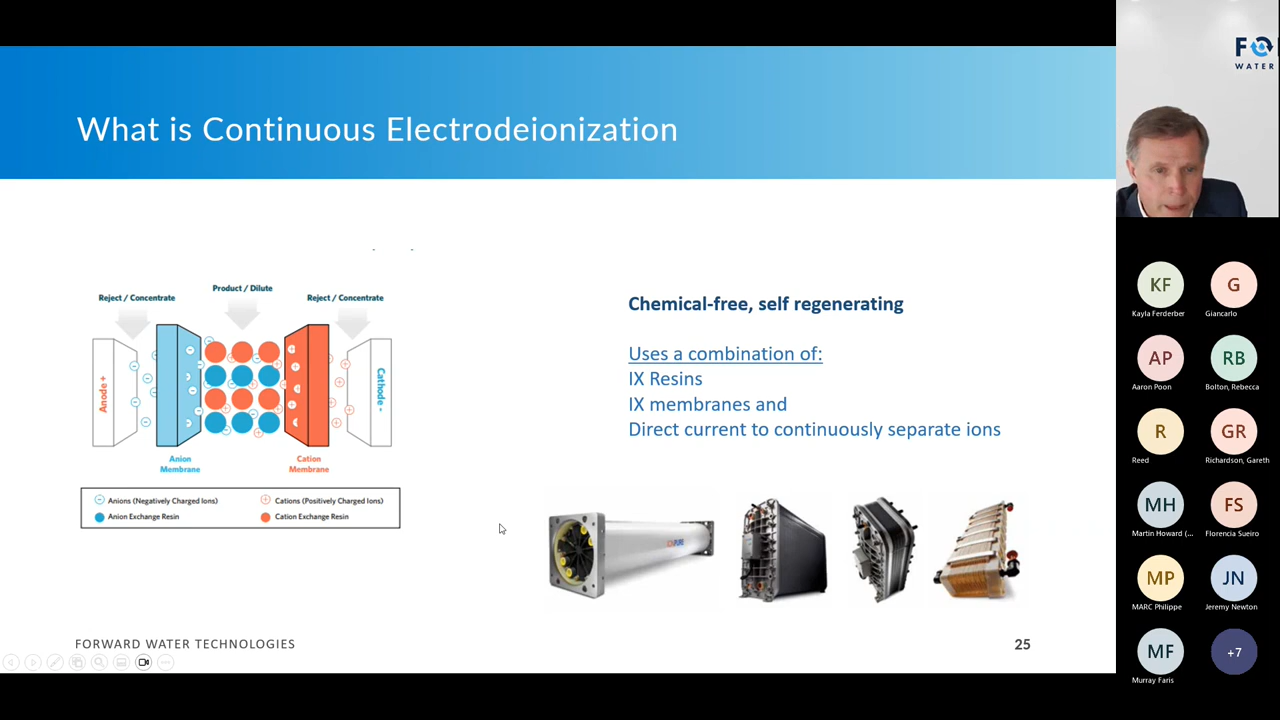 What is Continuous Electrodeionization
Reject / Concentrate
Product / Dilute
Reject / Concentrate
Anode +
Cathode -
Anion
Membrane
Cation
Membrane
Anions (Negatively Charged Ions)
Cations (Positively Charged Ions)
Anion Exchange Resin
Cation Exchange Resin
Chemical-free, self regenerating
Uses a combination of:
IX Resins
IX membranes and
Direct current to continuously separate ions
IONPURE
FORWARD WATER TECHNOLOGIES
25
FO
WATER
KF
Kayla Ferderber
G
Giancarlo
AP
Aaron Poon
RB
Bolton, Rebecca
R
Reed
GR
Richardson, Gareth
MH
Martin Howard (...
FS
Florencia Sueiro
MP
MARC Philippe
JN
Jeremy Newton
MF
Murray Faris
+7